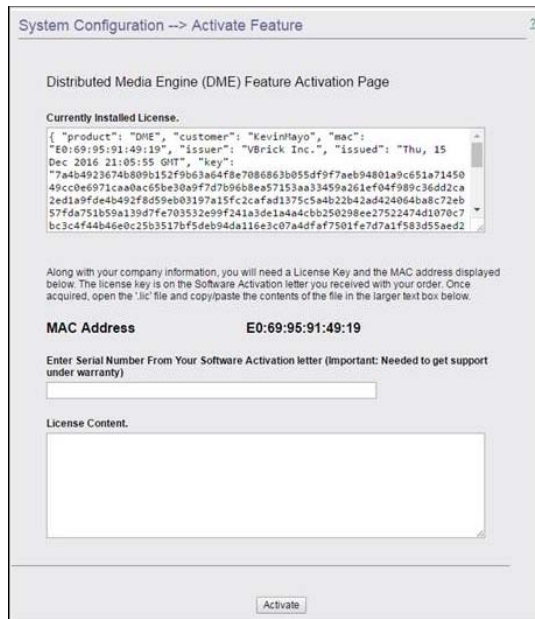 System Configuration --> Activate Feature
?
Distributed Media Engine (DME) Feature Activation Page
Currently Installed License.
{ "product": "DME", "customer": "KevinMayo", "mac":
"E0:69:95:91:49:19", "issuer": "VBrick Inc.", "issued": "Thu, 15
Dec 2016 21:05:55 GMT", "key":
"7a4b4923674b809b152f9b63a64f8e7086863b055df9f7aeb94801a9c651a71450
49cc0e6971caa0ac65be30a9f7d7b96b8ea57153aa33459a261ef04f989c36dd2ca
2ed1a9fde4b492f8d59eb03197a15fc2cafad1375c5a4b22b42ad424064ba8c72eb
57fda751b59a139d7fe703532e99f241a3de1a4a4cbb250298ee27522474d1070c7
bc3c4f44b46e0c25b3517bf5deb94da116e3c07a4dfaf7501fe7d7a1f583d55aed2
Along with your company information, you will need a License Key and the MAC address displayed
below. The license key is on the Software Activation letter you received with your order. Once
acquired, open the '.lic' file and copy/paste the contents of the file in the larger text box below.
MAC Address E0:69:95:91:49:19
Enter Serial Number From Your Software Activation letter (Important: Needed to get support
under warranty)
License Content.
Activate